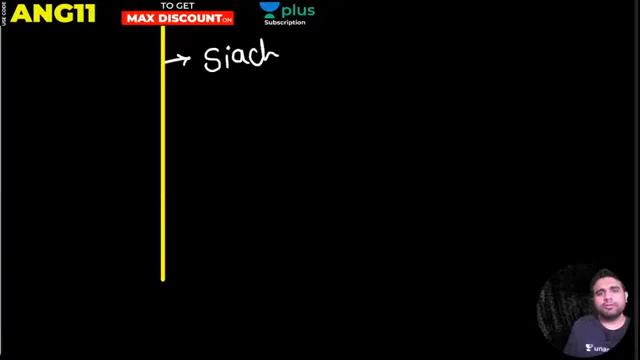 USE CODE
ANG11
TO GET
MAX DISCOUNT ON
plus
Subscription
Siach